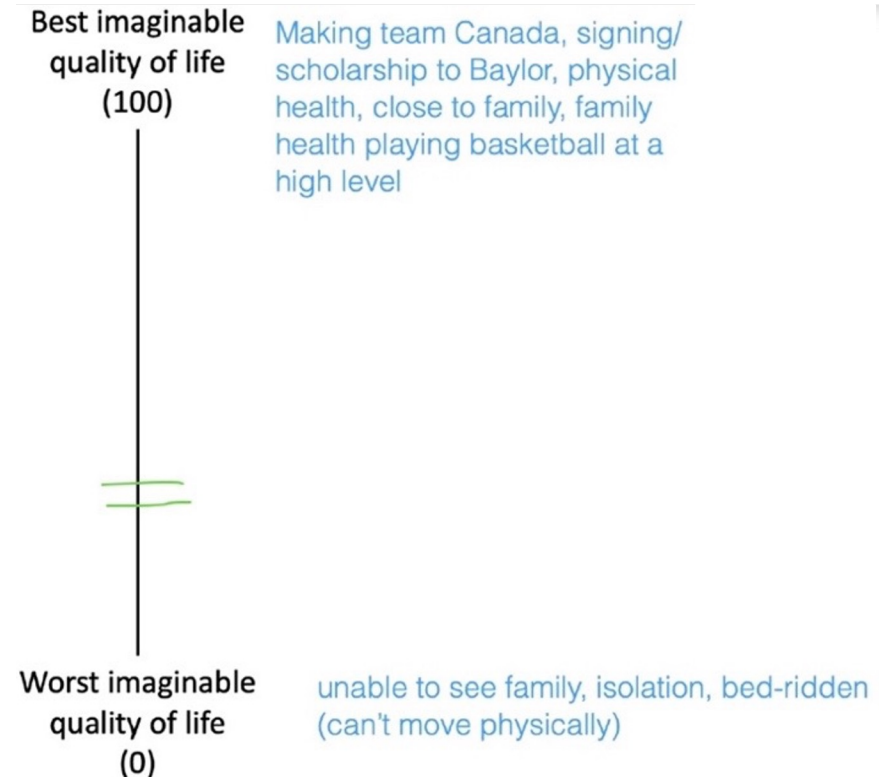 Best imaginable
quality of life
(100)
Making team Canada, signing/
scholarship to Baylor, physical
health, close to family, family
health playing basketball at a
high level
Worst imaginable
quality of life
(0)
unable to see family, isolation, bed-ridden
(can't move physically)